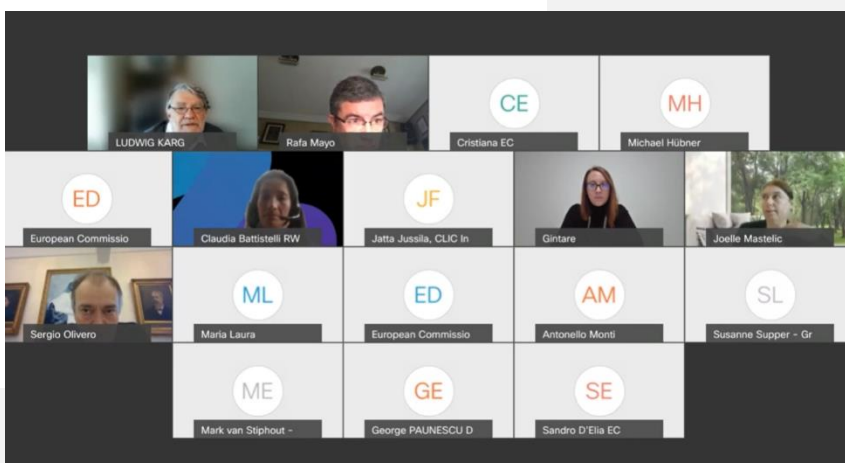 LUDWIG KARG
Rafa Mayo
CE
Cristiana EC
MH
Michael Hübner
ED
European Commissio
Claudia Battistelli RW
JF
Jatta Jussila, CLIC In
Gintare
Joelle Mastelic
Sergio Olivero
ML
Maria Laura
ED
European Commissio
AM
Antonello Monti
SL
Susanne Supper - Gr
ME
Mark van Stiphout -
GE
George PAUNESCU D
SE
Sandro D'Elia EC